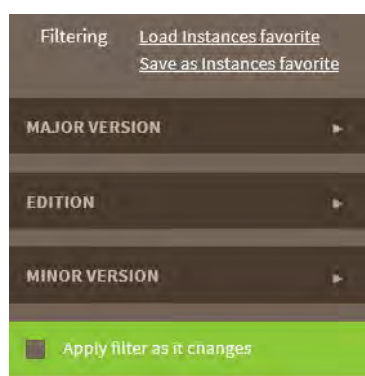 Filtering Load Instances favorite
Save as Instances favorite
MAJOR VERSION
EDITION
MINOR VERSION
Apply filter as it changes